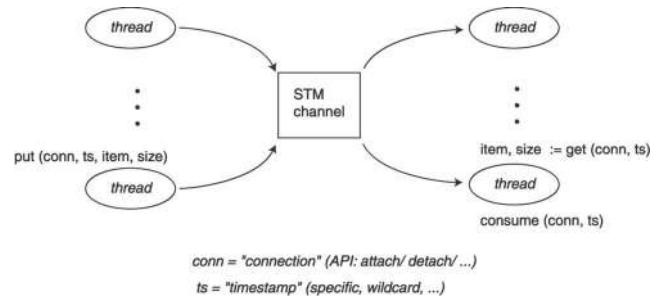 thread
thread
STM
channel
put (conn, ts, item, size)
item, size := get (conn, ts)
thread
thread
consume (conn, ts)
conn = "connection" (API: attach/ detach/ ...)
ts = "timestamp" (specific, wildcard, ...)